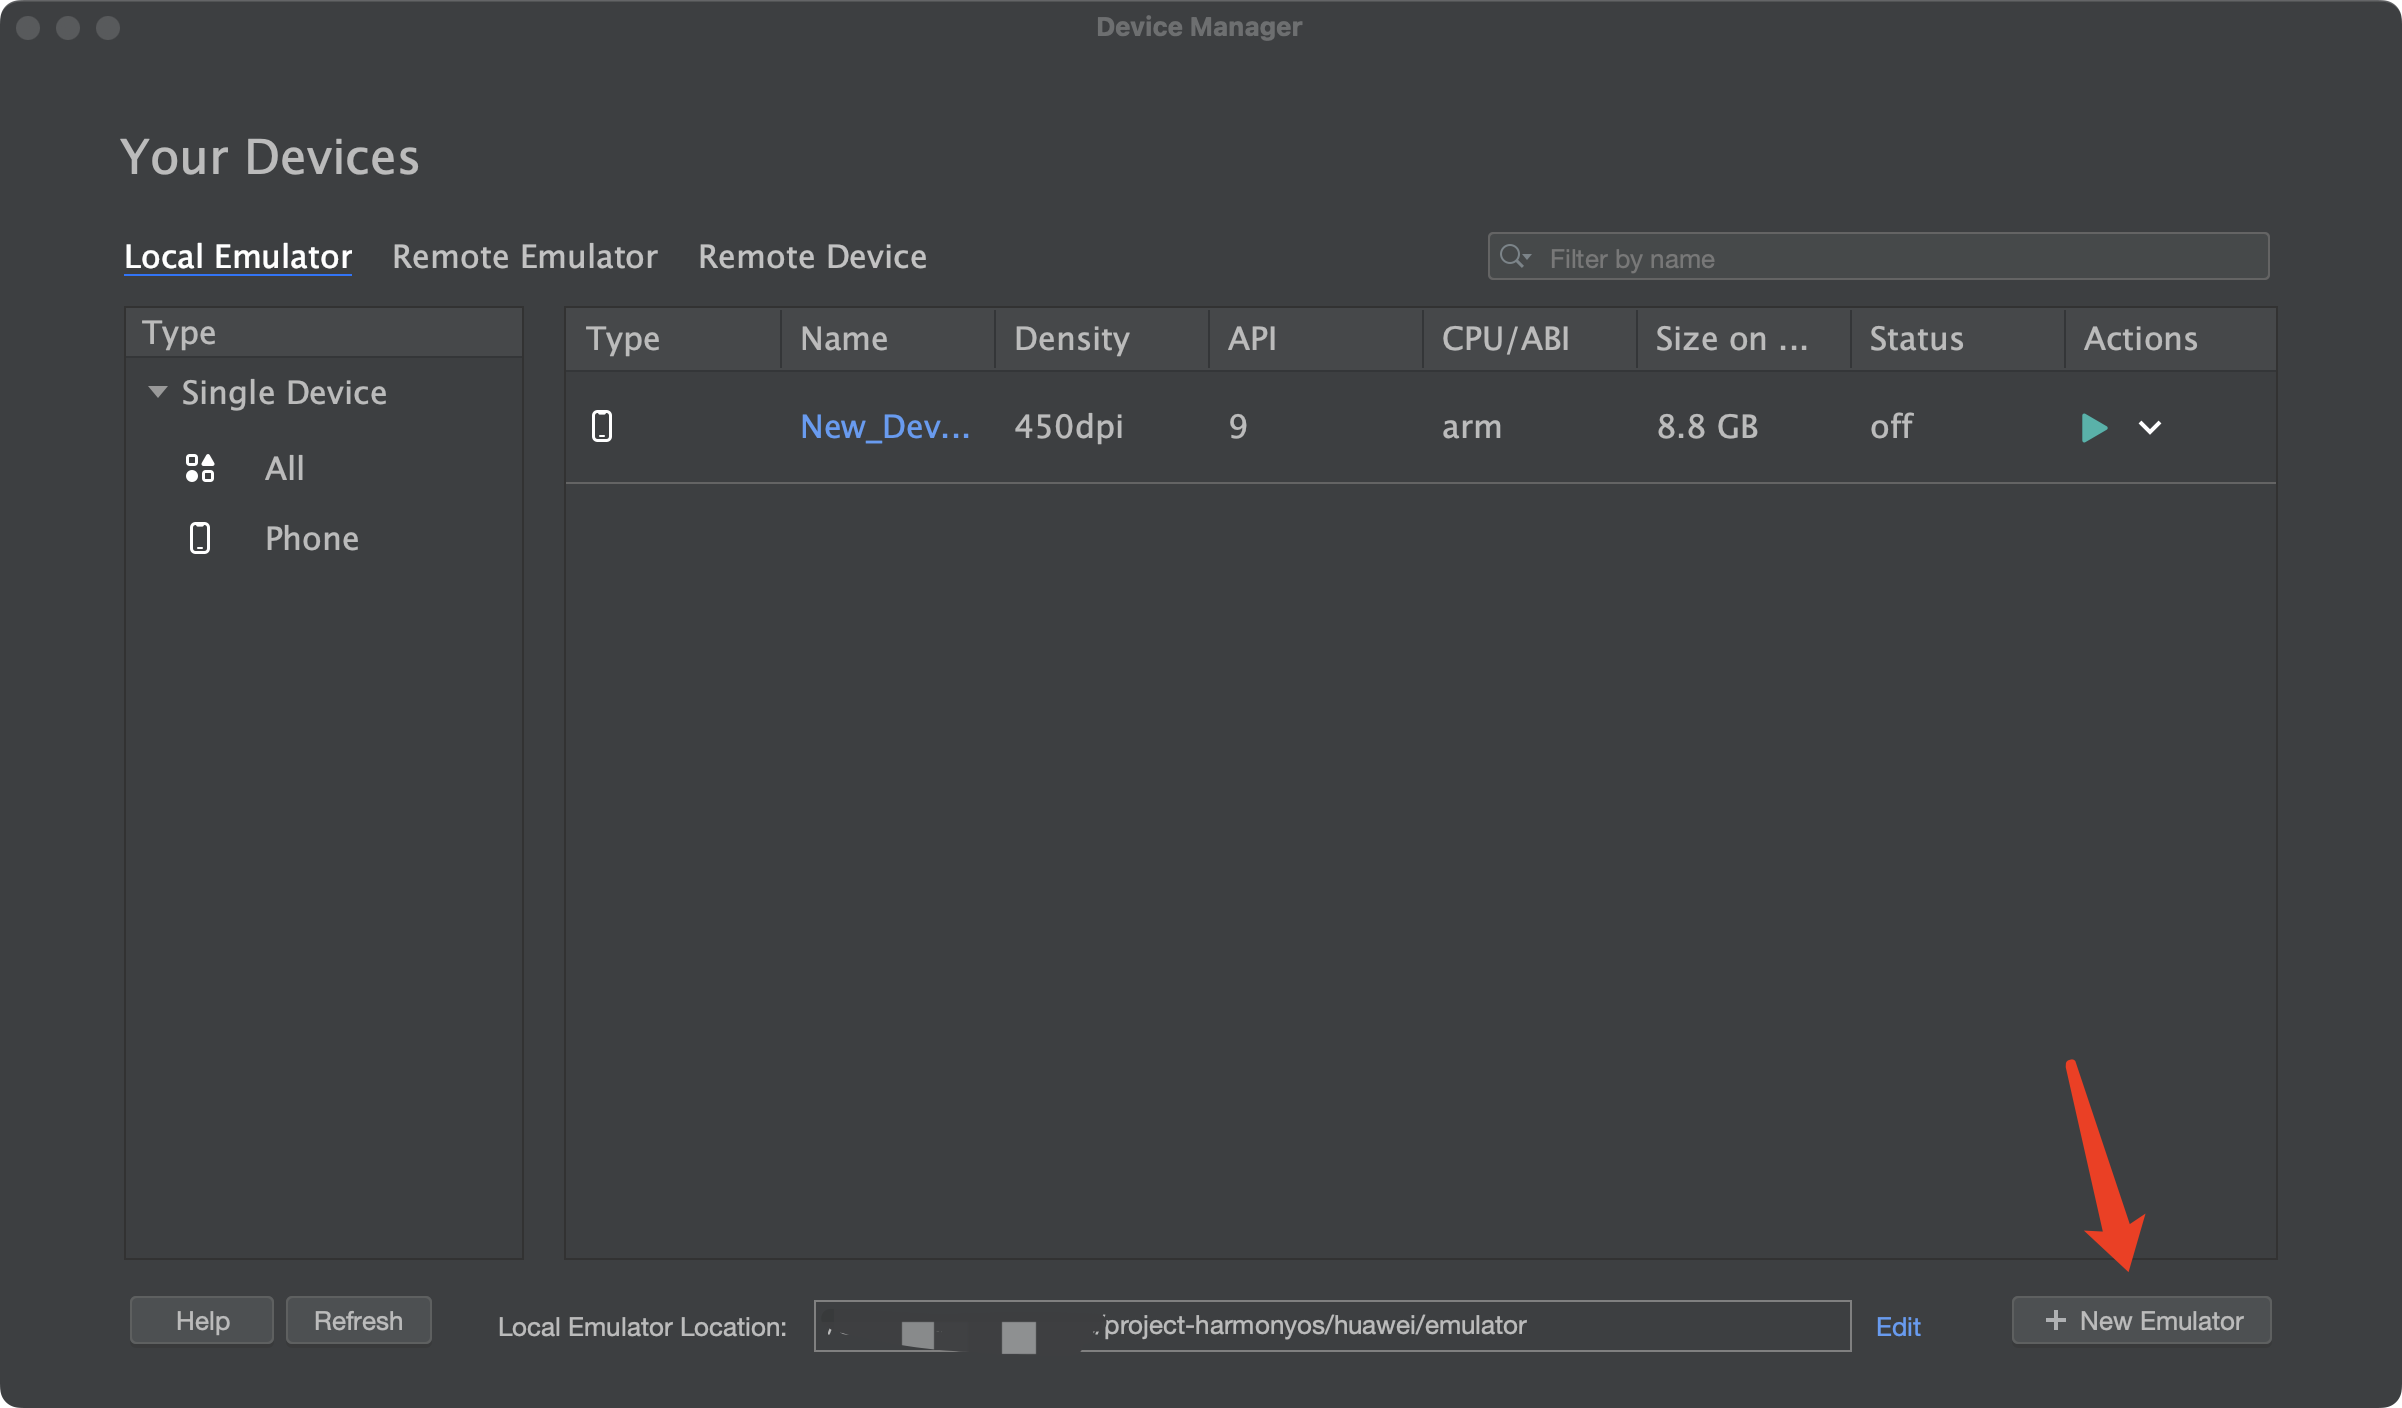 Device Manager
Your Devices
Local Emulator Remote Emulator Remote Device Filter by name
Type
Single Device
All
Phone
Type Name Density API CPU/ABI Size on ... Status Actions
New_Dev... 450dpi 9 arm 8.8 GB off
Help Refresh Local Emulator Location: /project-harmonyos/huawei/emulator Edit + New Emulator